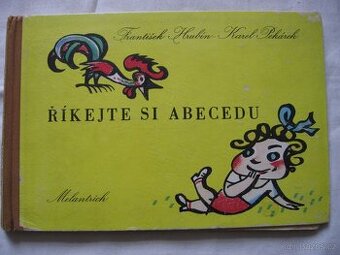 František Hrubín Karel Pekárek
ŘÍKEJTE SI ABECEDU
Melantrich